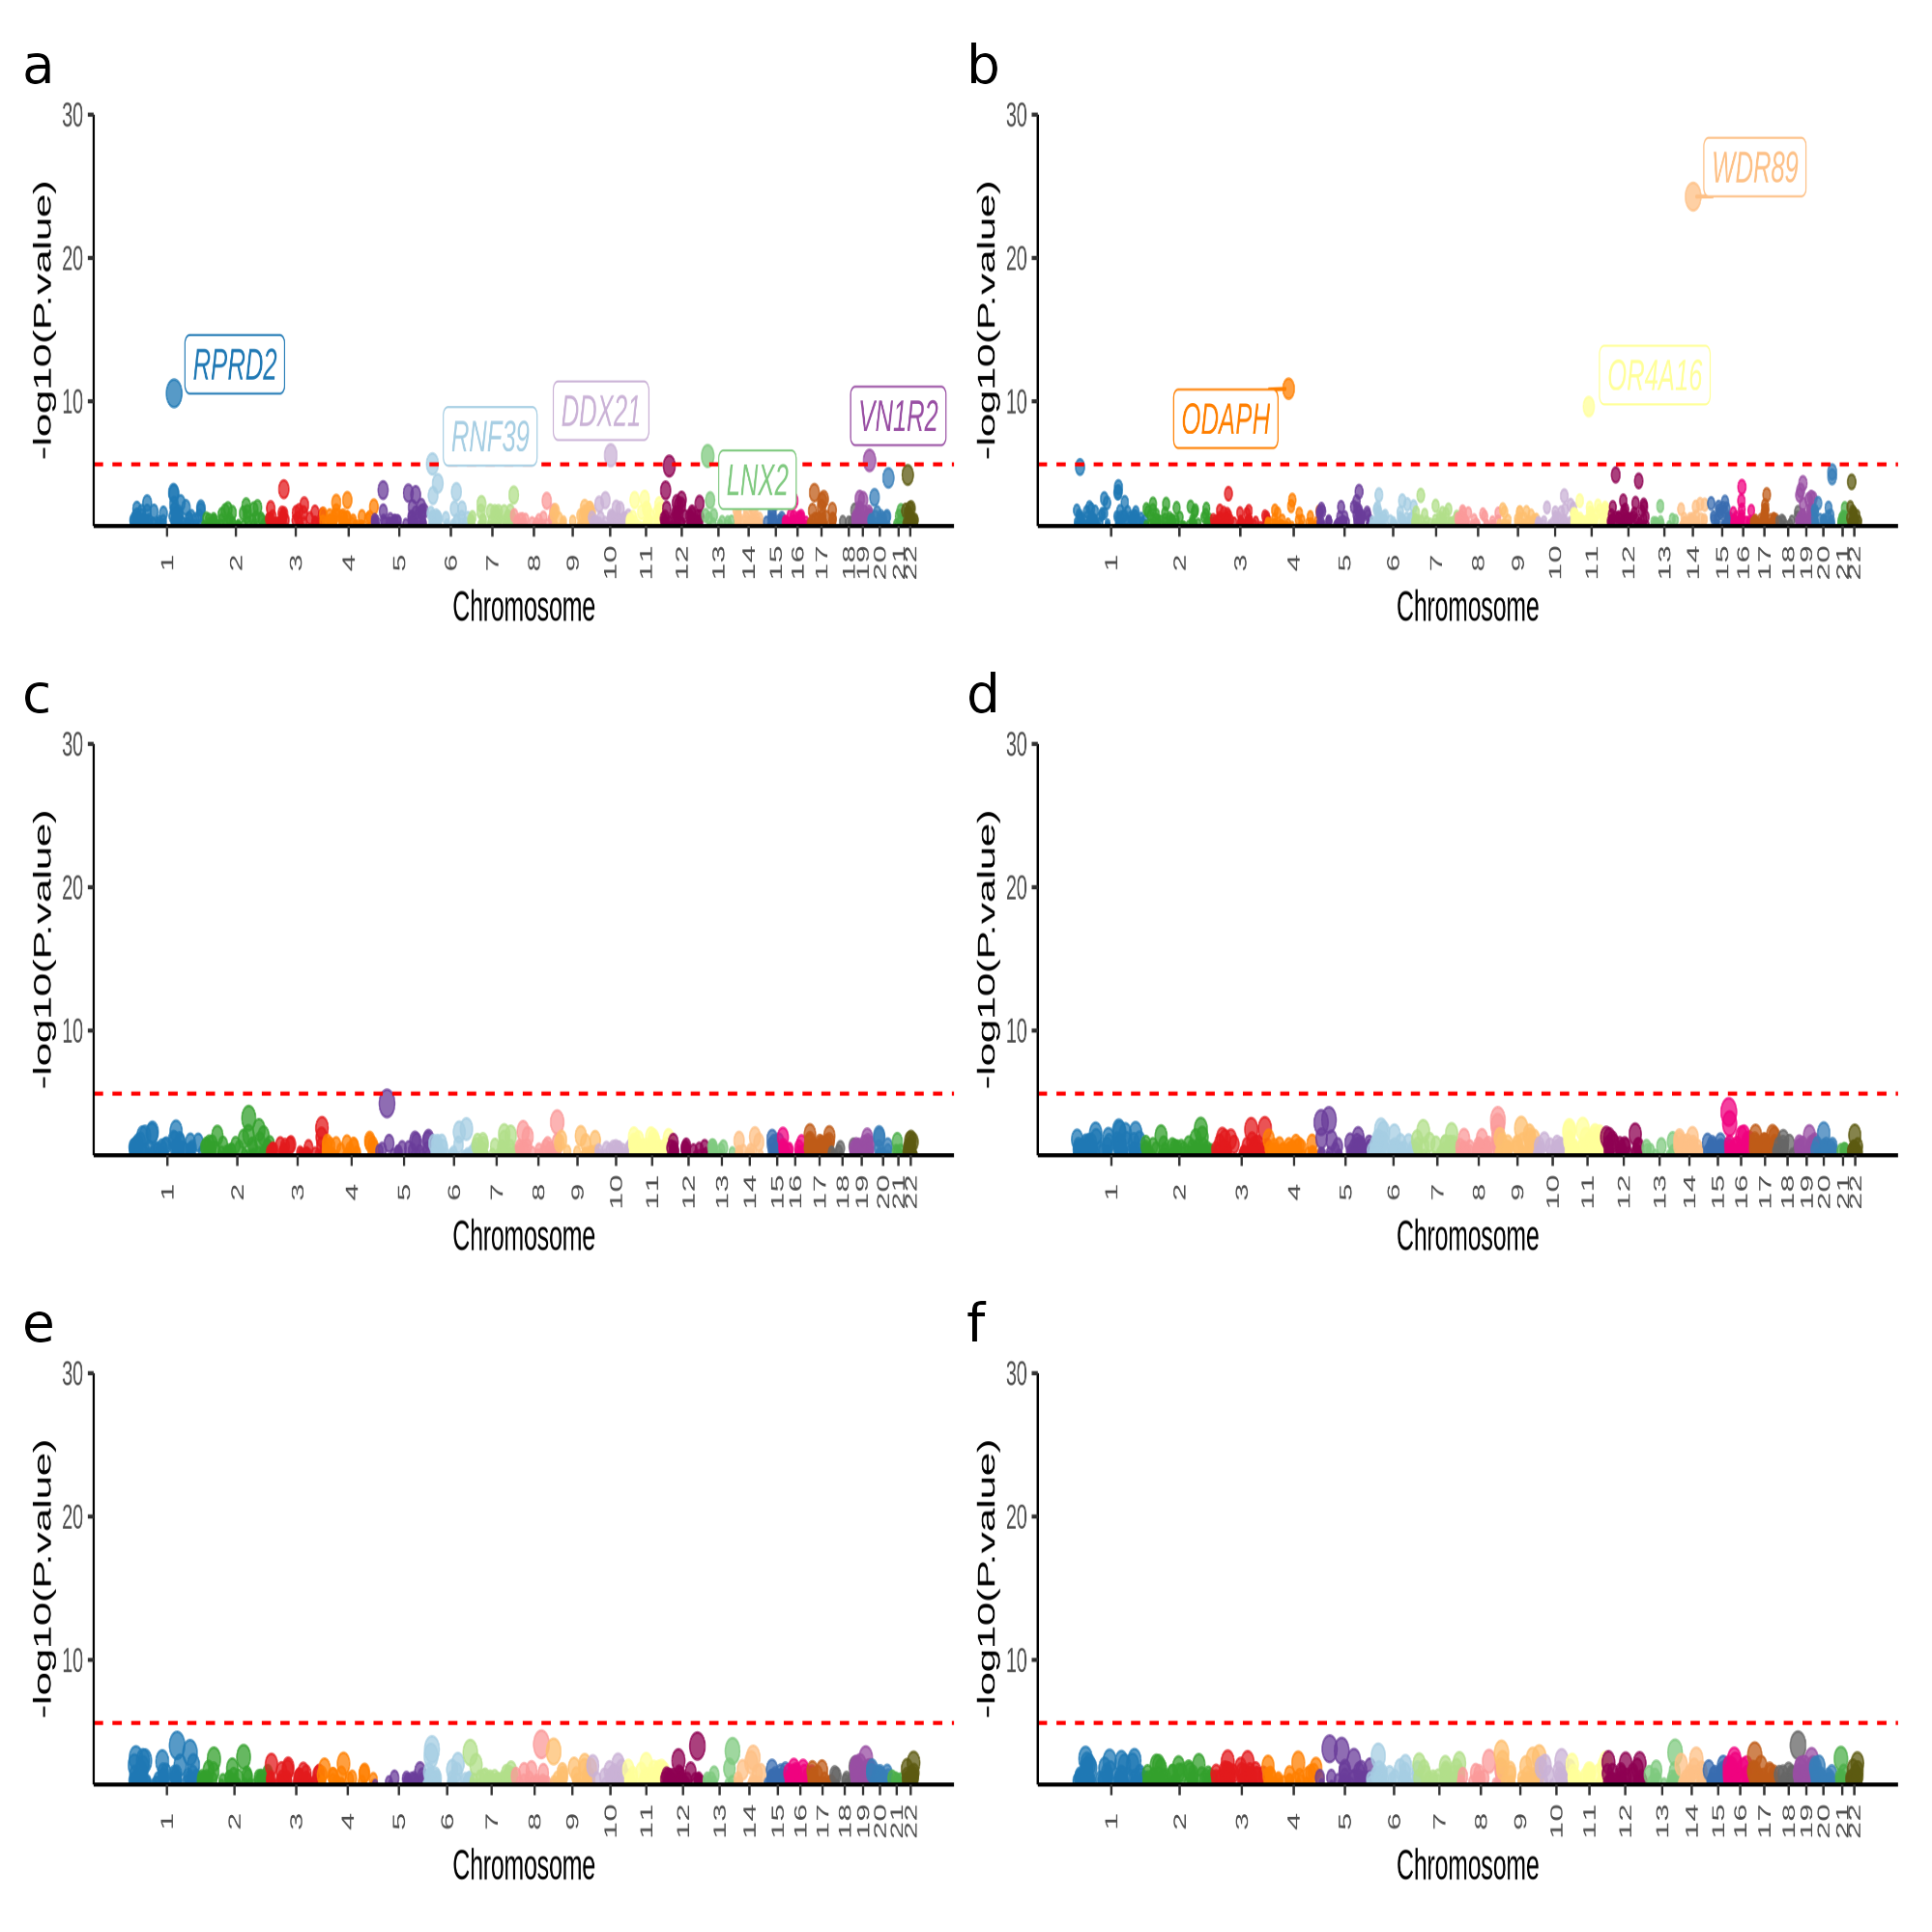 a
30
20
10
-log10(P.value)
RPRD2
RNF39
DDX21
LNX2
VN1R2
1 2 3 4 5 6 7 8 9 10 11 12 13 14 15 16 17 18 19 20 21 22
Chromosome
b
30
20
10
-log10(P.value)
WDR89
OR4A16
ODAPH
1 2 3 4 5 6 7 8 9 10 11 12 13 14 15 16 17 18 19 20 21 22
Chromosome
c
30
20
10
-log10(P.value)
1 2 3 4 5 6 7 8 9 10 11 12 13 14 15 16 17 18 19 20 21 22
Chromosome
d
30
20
10
-log10(P.value)
1 2 3 4 5 6 7 8 9 10 11 12 13 14 15 16 17 18 19 20 21 22
Chromosome
e
30
20
10
-log10(P.value)
1 2 3 4 5 6 7 8 9 10 11 12 13 14 15 16 17 18 19 20 21 22
Chromosome
f
30
20
10
-log10(P.value)
1 2 3 4 5 6 7 8 9 10 11 12 13 14 15 16 17 18 19 20 21 22
Chromosome